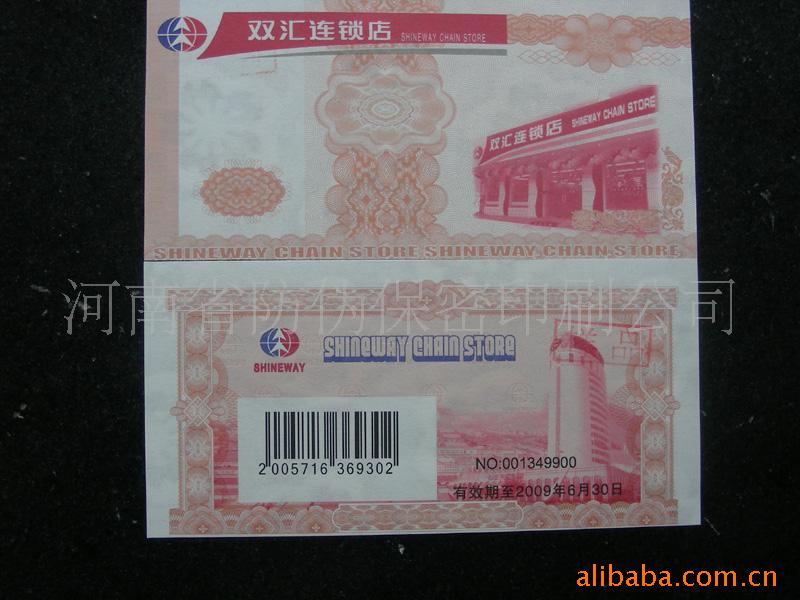 双汇连锁店 SHINEWAY CHAIN STORE
双汇连锁店 SHINEWAY CHAIN STORE
SHINEWAY CHAIN STORE SHINEWAY CHAIN STORE
河南省防伪保密印刷公司
SHINEWAY CHAIN STORE
SHINEWAY
2 005716 369302
NO:001349900
有效期至2009年6月30日
alibaba.com.cn